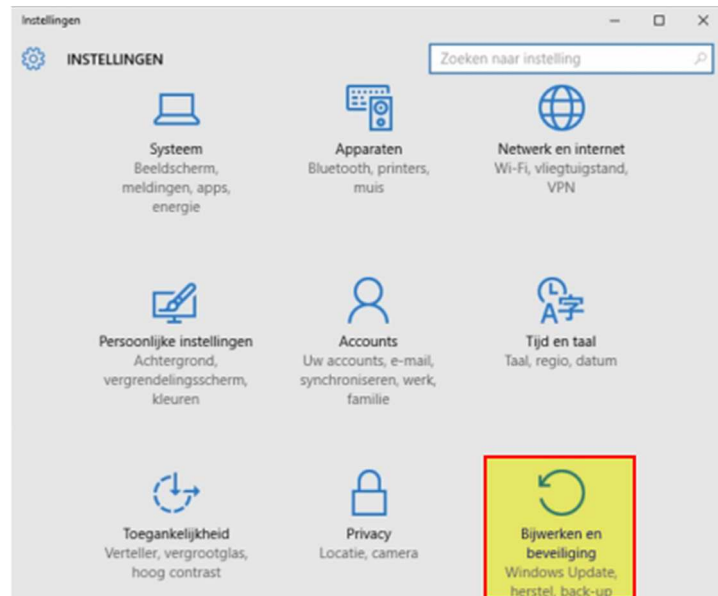 Instellingen
INSTELLINGEN
Zoeken naar instelling
Systeem
Beeldscherm,
meldingen, apps,
energie
Apparaten
Bluetooth, printers,
muis
Netwerk en internet
Wi-Fi, vliegtuigstand,
VPN
Persoonlijke instellingen
Achtergrond,
vergrendelingsscherm,
kleuren
Accounts
Uw accounts, e-mail,
synchroniseren, werk,
familie
Tijd en taal
Taal, regio, datum
Toegankelijkheid
Verteller, vergrootglas,
hoog contrast
Privacy
Locatie, camera
Bijwerken en
beveiliging
Windows Update,
herstel, back-up